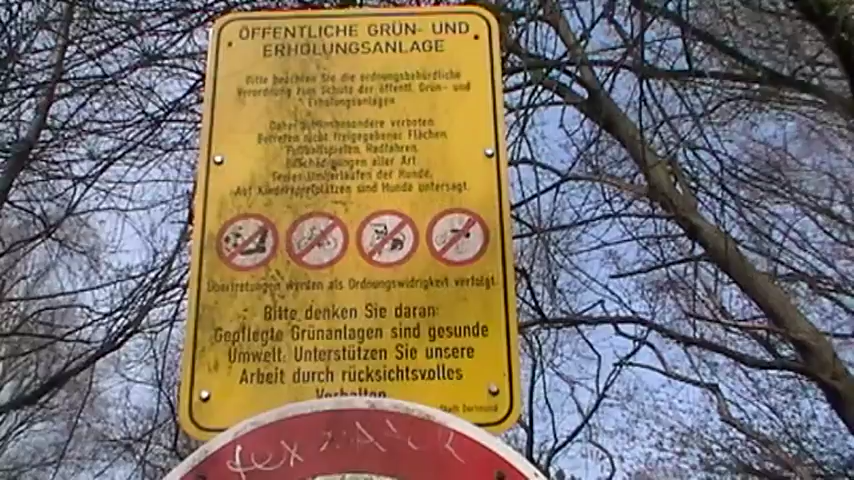 ÖFFENTLICHE GRÜN- UND
ERHOLUNGSANLAGE
Bitte beachten Sie die ordnungsbehördliche
Verordnung zum Schutz der öffentl. Grün- und
Erholungsanlagen
Daher ist insbesondere verboten:
Betreten nicht freigegebener Flächen,
Fußballspielen, Radfahren,
Beschädigungen aller Art
Freies Umherlaufen der Hunde.
Auf Kinderspielplätzen sind Hunde untersagt.
Übertretungen werden als Ordnungswidrigkeit verfolgt.
Bitte denken Sie daran:
Gepflegte Grünanlagen sind gesunde
Umwelt. Unterstützen Sie unsere
Arbeit durch rücksichtsvolles
Verhalten
Stadt Dortmund